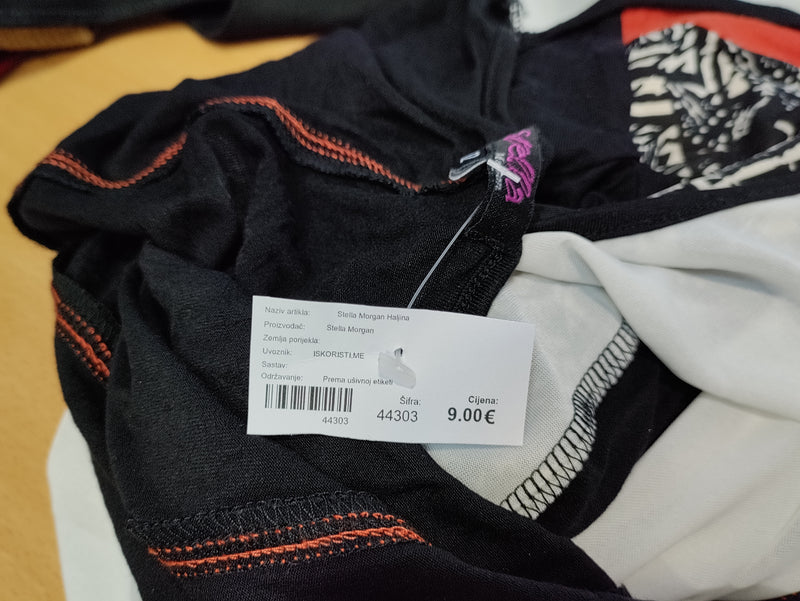 Stella
Naziv artikla: Stella Morgan Haljina
Proizvođač: Stella Morgan
Zemlja porijekla:
Uvoznik: ISKORISTI.ME
Sastav:
Održavanje: Prema ušivnoj etiketi
Šifra: Cijena:
44303 44303 9.00€